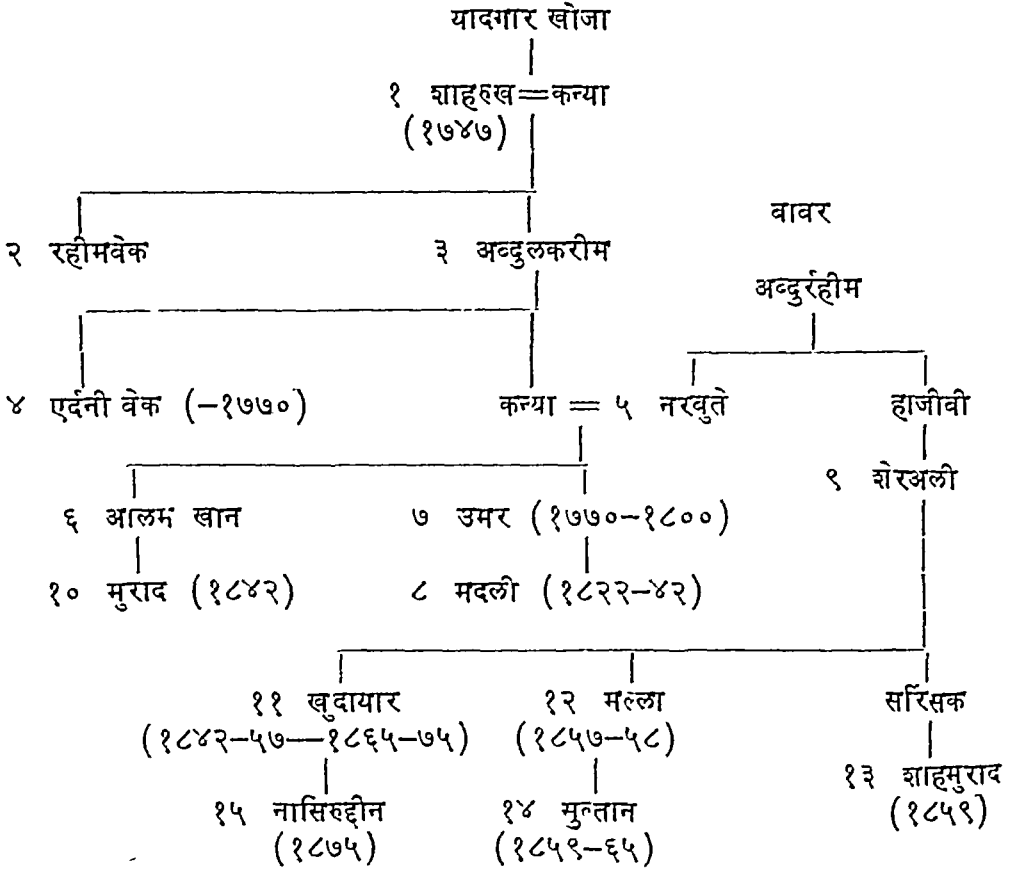 यादगार खोजा
१ शाहरुख=कन्या
(१७४७)
वावर
२ रहीमवेक ३ अव्दुलकरीम
अव्दुर्रहीम
४ एर्दनी वेक (-१७७०) कन्या = ५ नरवुते हाजीवी
९ शेरअली
६ आलम खान ७ उमर (१७७०-१८००)
१० मुराद (१८४२) ८ मदली (१८२२-४२)
११ खुदायार १२ मल्ला सर्रिसक
(१८४२-५७—१८६५-७५) (१८५७-५८)
१३ शाहमुराद
१५ नासिरुद्दीन १४ मुल्तान (१८५९)
(१८७५) (१८५९-६५)